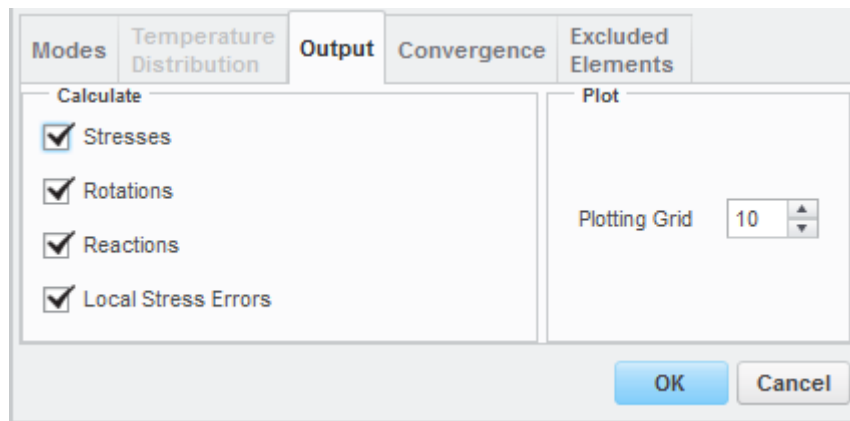 Modes
Temperature
Distribution
Output
Convergence
Excluded
Elements
Calculate
Stresses
Rotations
Reactions
Local Stress Errors
Plot
Plotting Grid 10
OK
Cancel